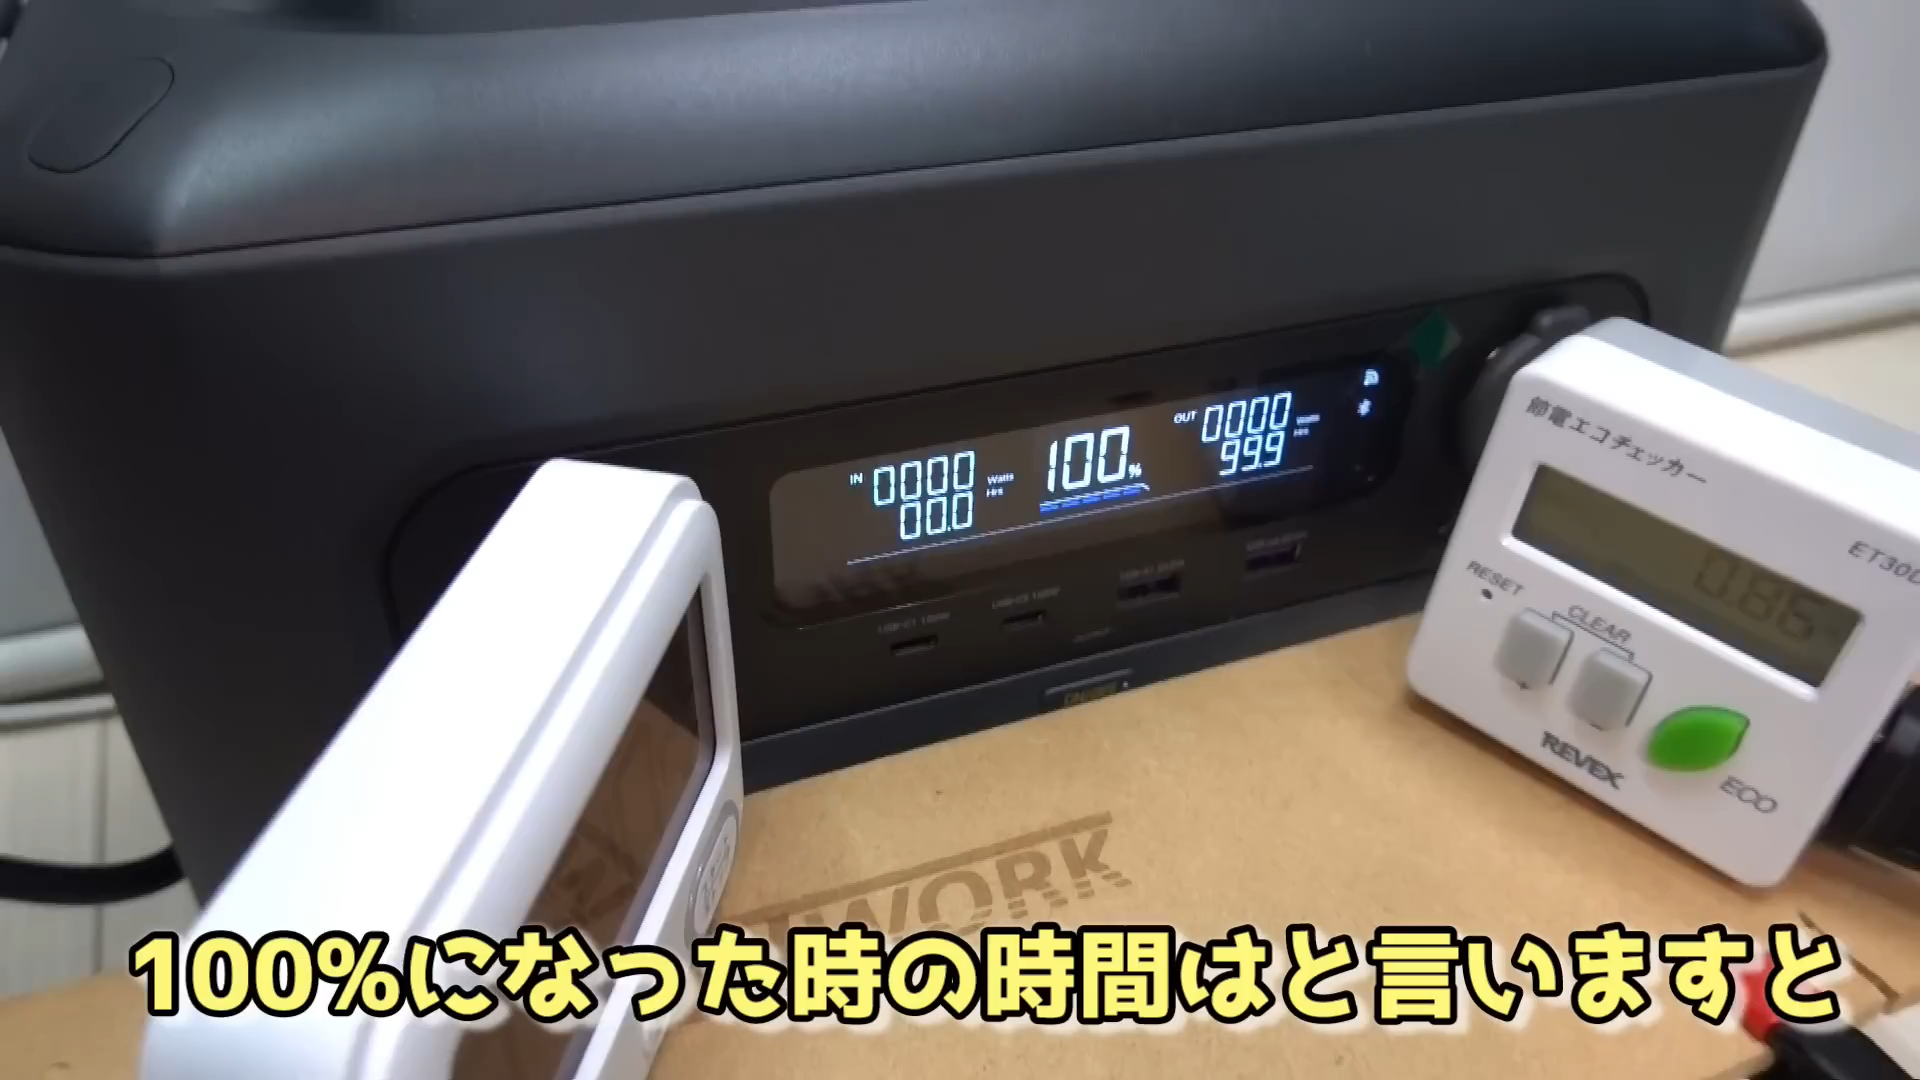 IN 0000 Watts
00.0 Hrs
100%
OUT 0000 Watts
99.9 Hrs
節電エコチェッカー
ET30D
0.86
RESET
CLEAR
REVEX
ECO
WORK
100%になった時の時間はと言いますと